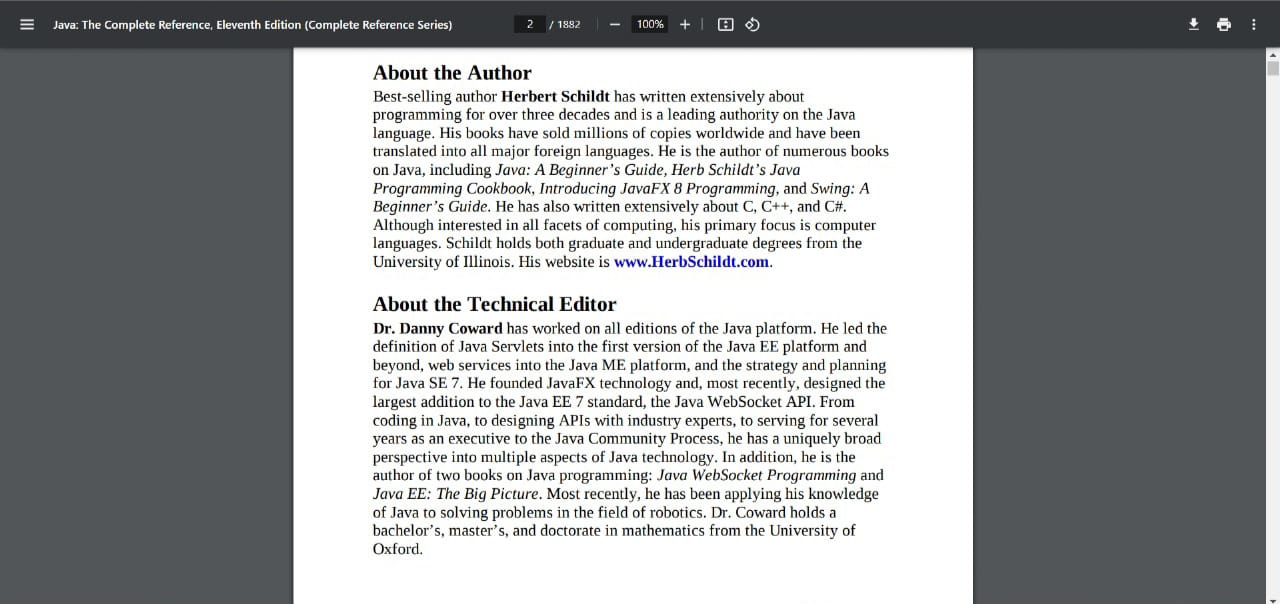 Java: The Complete Reference, Eleventh Edition (Complete Reference Series)
2 / 1882
100%
About the Author
Best-selling author Herbert Schildt has written extensively about
programming for over three decades and is a leading authority on the Java
language. His books have sold millions of copies worldwide and have been
translated into all major foreign languages. He is the author of numerous books
on Java, including Java: A Beginner's Guide, Herb Schildt's Java
Programming Cookbook, Introducing JavaFX 8 Programming, and Swing: A
Beginner's Guide. He has also written extensively about C, C++, and C#.
Although interested in all facets of computing, his primary focus is computer
languages. Schildt holds both graduate and undergraduate degrees from the
University of Illinois. His website is www.HerbSchildt.com.
About the Technical Editor
Dr. Danny Coward has worked on all editions of the Java platform. He led the
definition of Java Servlets into the first version of the Java EE platform and
beyond, web services into the Java ME platform, and the strategy and planning
for Java SE 7. He founded JavaFX technology and, most recently, designed the
largest addition to the Java EE 7 standard, the Java WebSocket API. From
coding in Java, to designing APIs with industry experts, to serving for several
years as an executive to the Java Community Process, he has a uniquely broad
perspective into multiple aspects of Java technology. In addition, he is the
author of two books on Java programming: Java WebSocket Programming and
Java EE: The Big Picture. Most recently, he has been applying his knowledge
of Java to solving problems in the field of robotics. Dr. Coward holds a
bachelor's, master's, and doctorate in mathematics from the University of
Oxford.